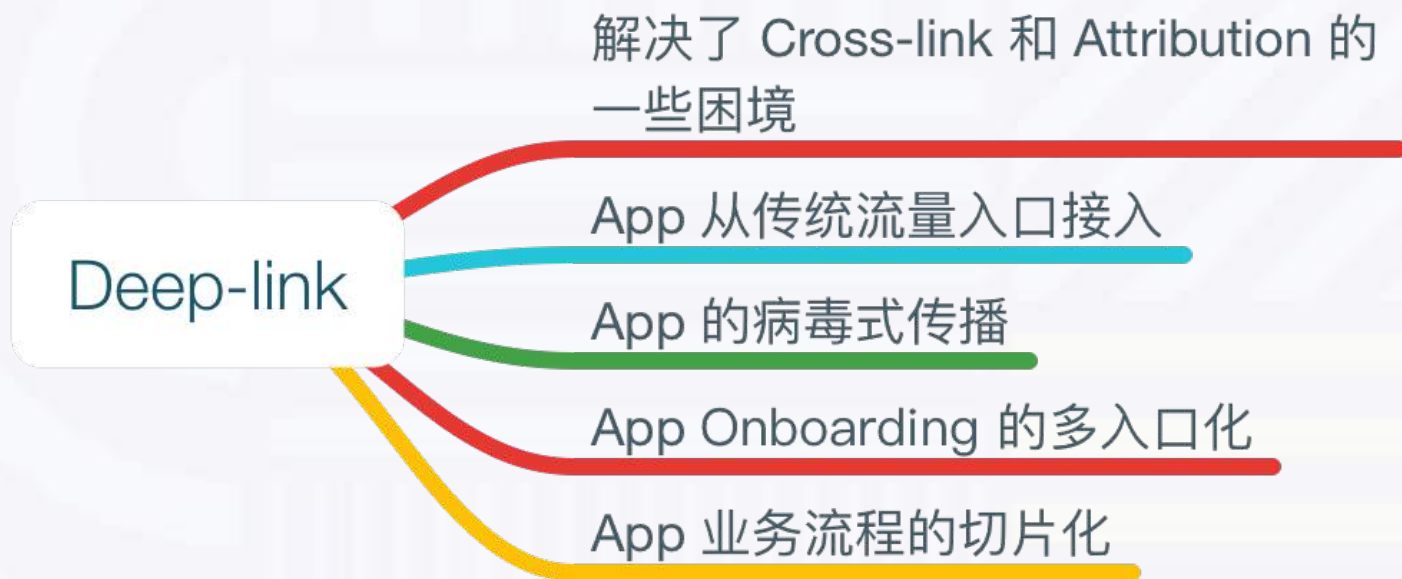 解决了 Cross-link 和 Attribution 的
一些困境
App 从传统流量入口接入
Deep-link
App 的病毒式传播
App Onboarding 的多入口化
App 业务流程的切片化